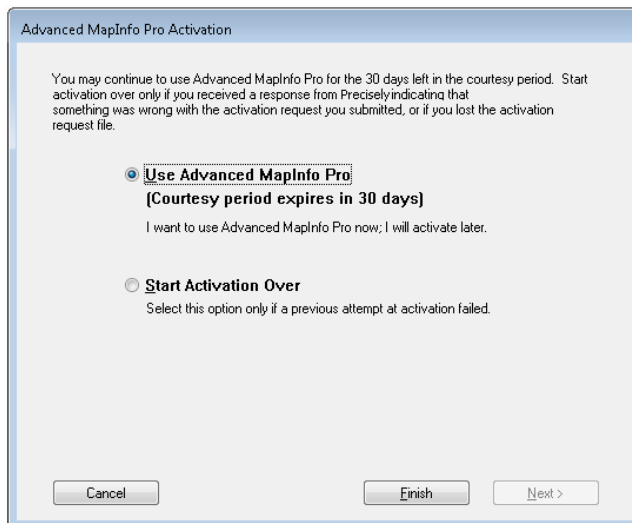 Advanced MapInfo Pro Activation
You may continue to use Advanced MapInfo Pro for the 30 days left in the courtesy period. Start
activation over only if you received a response from Preciselyindicating that
something was wrong with the activation request you submitted, or if you lost the activation
request file.
Use Advanced MapInfo Pro
(Courtesy period expires in 30 days)
I want to use Advanced MapInfo Pro now; I will activate later.
Start Activation Over
Select this option only if a previous attempt at activation failed.
Cancel Finish Next >